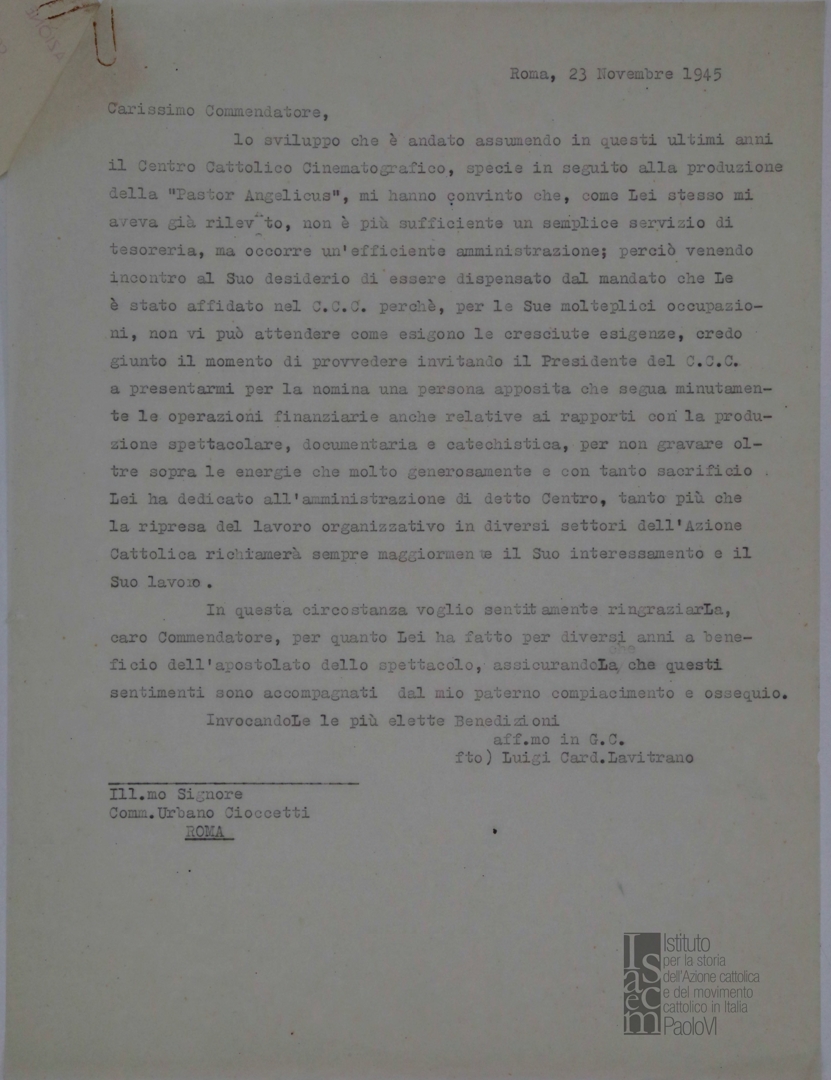 Roma, 23 Novembre 1945
Carissimo Commendatore,
lo sviluppo che è andato assumendo in questi ultimi anni
il Centro Cattolico Cinematografico, specie in seguito alla produzione
della "Pastor Angelicus", mi hanno convinto che, come Lei stesso mi
aveva già rilevato, non è più sufficiente un semplice servizio di
tesoreria, ma occorre un'efficiente amministrazione; perciò venendo
incontro al Suo desiderio di essere dispensato dal mandato che Le
è stato affidato nel C.C.C. perchè, per le Sue molteplici occupazio-
ni, non vi può attendere come esigono le cresciute esigenze, credo
giunto il momento di provvedere invitando il Presidente del C.C.C.
a presentarmi per la nomina una persona apposita che segua minutamen-
te le operazioni finanziarie anche relative ai rapporti con la produ-
zione spettacolare, documentaria e catechistica, per non gravare ol-
tre sopra le energie che molto generosamente e con tanto sacrificio
Lei ha dedicato all'amministrazione di detto Centro, tanto più che
la ripresa del lavoro organizzativo in diversi settori dell'Azione
Cattolica richiamerà sempre maggiormente il Suo interessamento e il
Suo lavoro.
In questa circostanza voglio sentitamente ringraziarLa,
caro Commendatore, per quanto Lei ha fatto per diversi anni a bene-
ficio dell'apostolato dello spettacolo, assicurandoLa che questi
sentimenti sono accompagnati dal mio paterno compiacimento e ossequio.
InvocandoLe le più elette Benedizioni
aff.mo in G.C.
fto) Luigi Card.Lavitrano
Ill.mo Signore
Comm.Urbano Cioccetti
ROMA
Isacem
Istituto
per la storia
dell'Azione cattolica
e del movimento
cattolico in Italia
PaoloVI